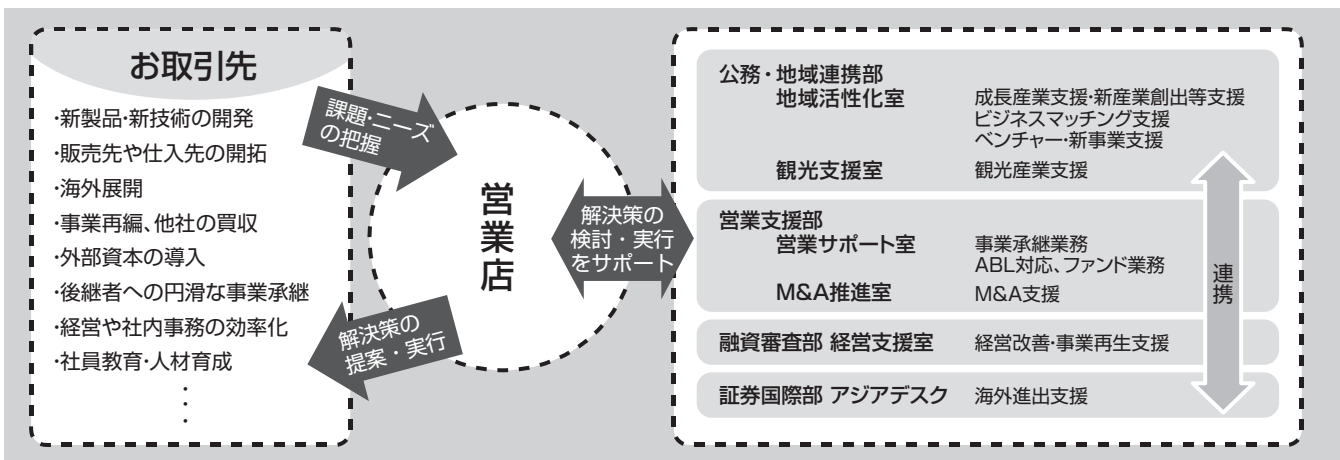 お取引先
･新製品･新技術の開発
･販売先や仕入先の開拓
･海外展開
･事業再編、他社の買収
･外部資本の導入
･後継者への円滑な事業承継
･経営や社内事務の効率化
･社員教育･人材育成
・
・
・
課題･ニーズ
の把握
営業店
解決策の
提案・実行
解決策の
検討・実行
をサポート
公務・地域連携部
地域活性化室 成長産業支援･新産業創出等支援
ビジネスマッチング支援
ベンチャー･新事業支援
観光支援室 観光産業支援
営業支援部
営業サポート室 事業承継業務
ABL対応、ファンド業務
M&A推進室 M&A支援
融資審査部 経営支援室 経営改善･事業再生支援
証券国際部 アジアデスク 海外進出支援
連携